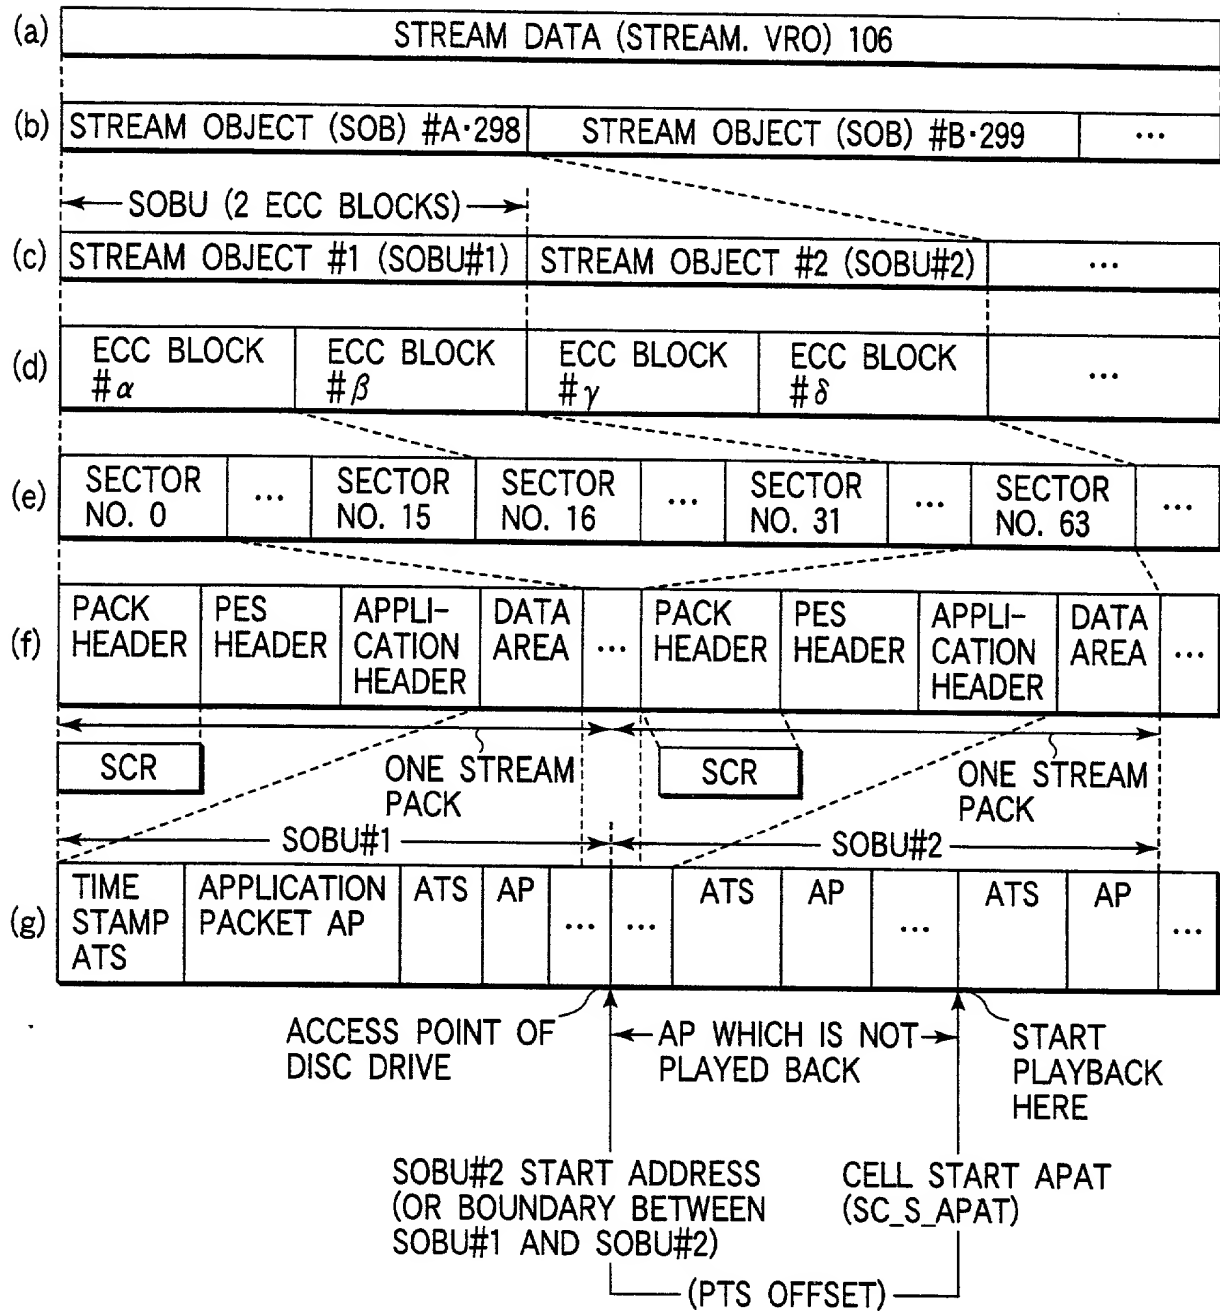 (a) STREAM DATA (STREAM. VRO) 106
(b) STREAM OBJECT (SOB) #A·298 STREAM OBJECT (SOB) #B·299 ...
SOBU (2 ECC BLOCKS)
(c) STREAM OBJECT #1 (SOBU#1) STREAM OBJECT #2 (SOBU#2) ...
(d) ECC BLOCK #α ECC BLOCK #β ECC BLOCK #γ ECC BLOCK #δ ...
(e) SECTOR NO. 0 ... SECTOR NO. 15 SECTOR NO. 16 ... SECTOR NO. 31 ... SECTOR NO. 63 ...
(f) PACK HEADER PES HEADER APPLI-CATION HEADER DATA AREA ... PACK HEADER PES HEADER APPLI-CATION HEADER DATA AREA ...
SCR ONE STREAM PACK SCR ONE STREAM PACK
SOBU#1 SOBU#2
(g) TIME STAMP ATS APPLICATION PACKET AP ATS AP ... ... ATS AP ... ATS AP ...
ACCESS POINT OF DISC DRIVE
AP WHICH IS NOT PLAYED BACK
START PLAYBACK HERE
SOBU#2 START ADDRESS
(OR BOUNDARY BETWEEN
SOBU#1 AND SOBU#2)
CELL START APAT
(SC_S_APAT)
(PTS OFFSET)